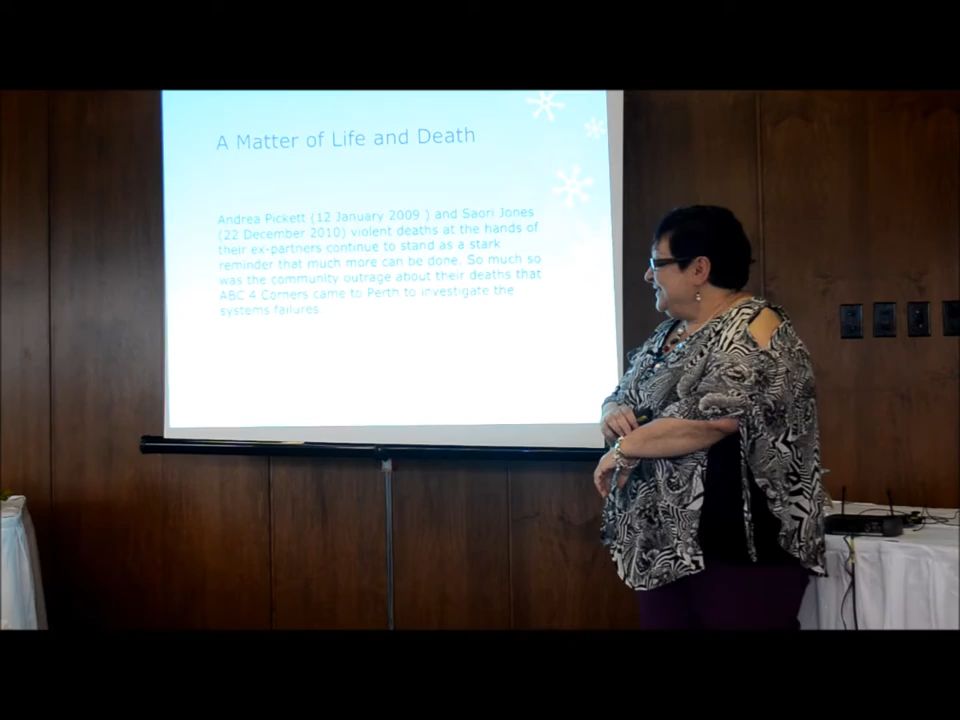 A Matter of Life and Death
Andrea Pickett (12 January 2009 ) and Saori Jones
(22 December 2010) violent deaths at the hands of
their ex-partners continue to stand as a stark
reminder that much more can be done. So much so
was the community outrage about their deaths that
ABC 4 Corners came to Perth to investigate the
systems failures.